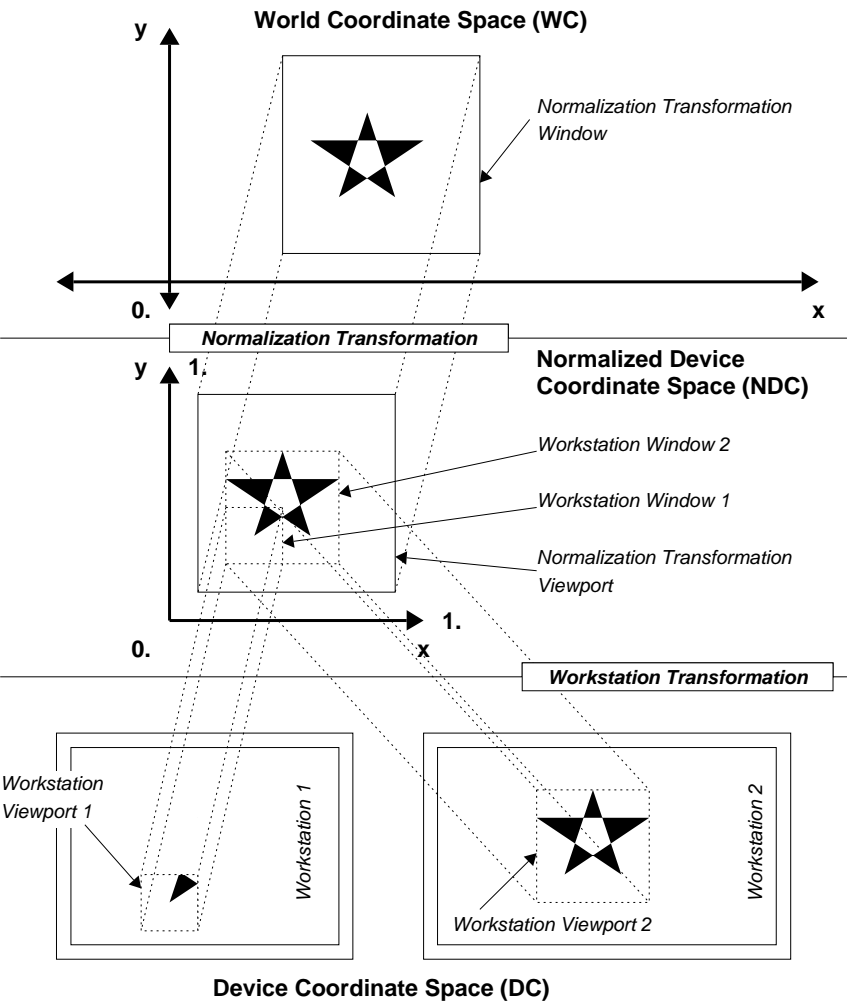 World Coordinate Space (WC)
y
Normalization Transformation
Window
0.
x
Normalization Transformation
Normalized Device
Coordinate Space (NDC)
y
1.
Workstation Window 2
Workstation Window 1
Normalization Transformation
Viewport
1.
0.
x
Workstation Transformation
Workstation
Viewport 1
Workstation 1
Workstation 2
Workstation Viewport 2
Device Coordinate Space (DC)